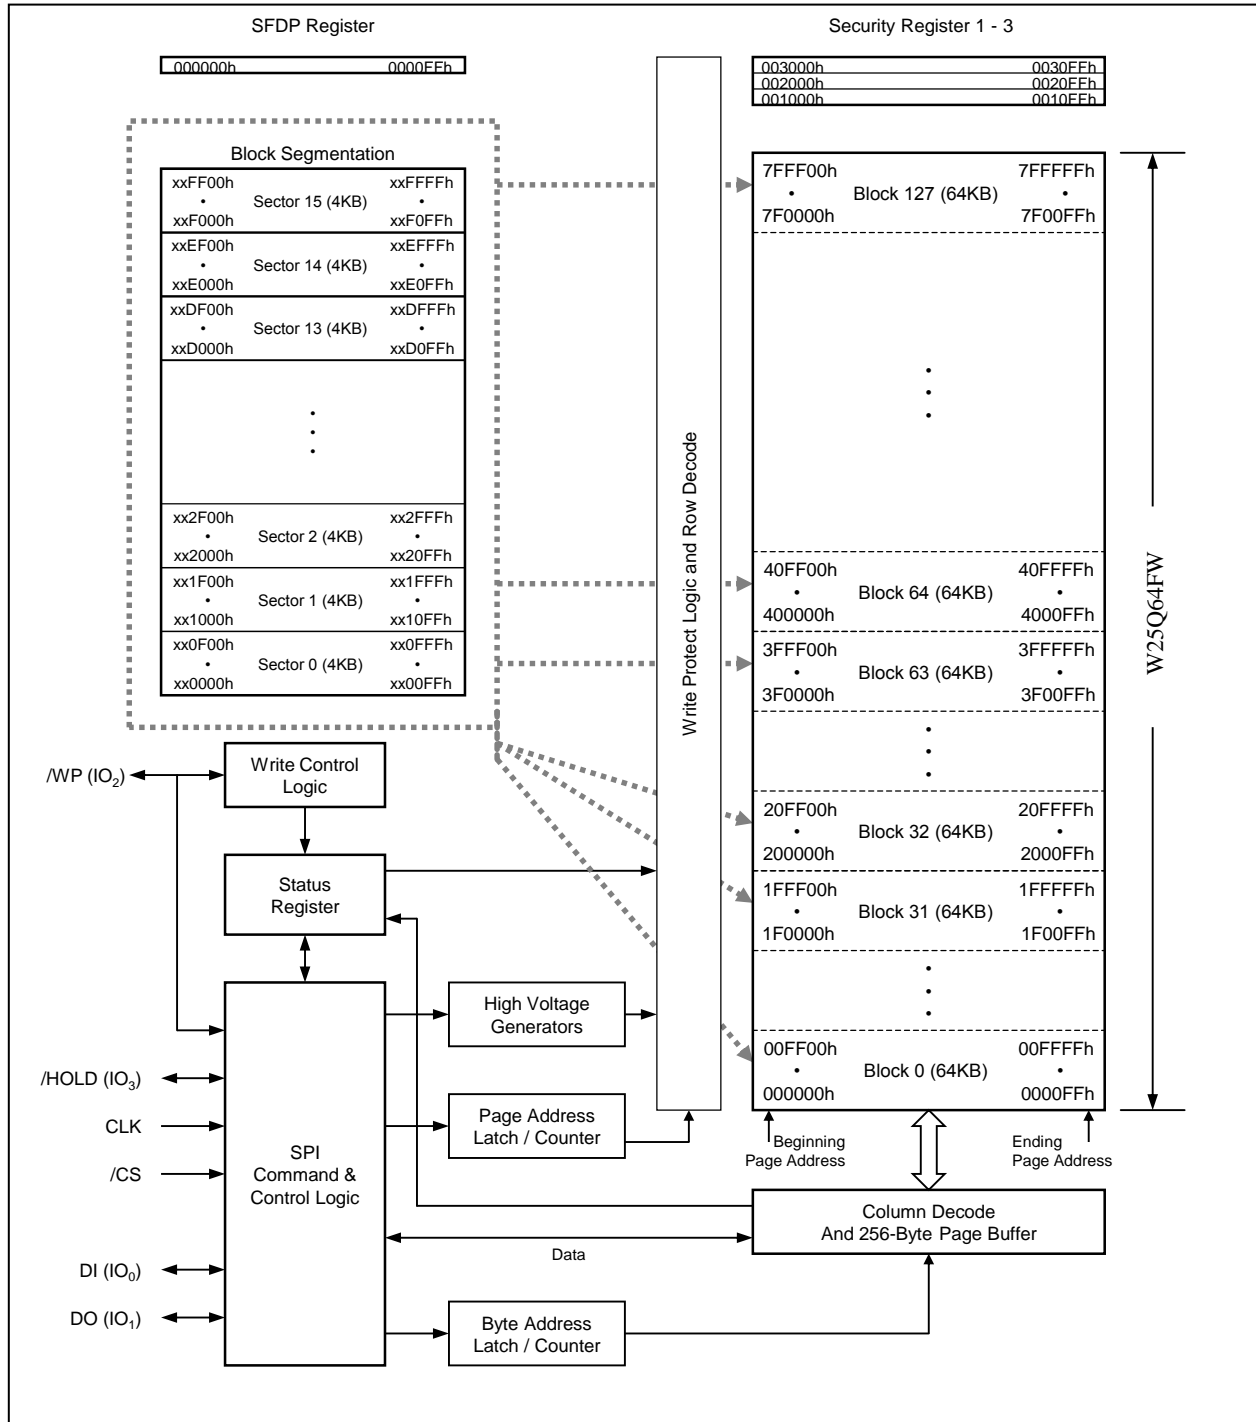 SFDP Register
000000h 0000FFh
Security Register 1 - 3
003000h 0030FFh
002000h 0020FFh
001000h 0010FFh
Block Segmentation
xxFF00h xxFFFFh
• Sector 15 (4KB) •
xxF000h xxF0FFh
xxEF00h xxEFFFh
• Sector 14 (4KB) •
xxE000h xxE0FFh
xxDF00h xxDFFFh
• Sector 13 (4KB) •
xxD000h xxD0FFh
xx2F00h xx2FFFh
• Sector 2 (4KB) •
xx2000h xx20FFh
xx1F00h xx1FFFh
• Sector 1 (4KB) •
xx1000h xx10FFh
xx0F00h xx0FFFh
• Sector 0 (4KB) •
xx0000h xx00FFh
Write Protect Logic and Row Decode
7FFF00h 7FFFFFh
• Block 127 (64KB) •
7F0000h 7F00FFh
40FF00h 40FFFFh
• Block 64 (64KB) •
400000h 4000FFh
3FFF00h 3FFFFFh
• Block 63 (64KB) •
3F0000h 3F00FFh
20FF00h 20FFFFh
• Block 32 (64KB) •
200000h 2000FFh
1FFF00h 1FFFFFh
• Block 31 (64KB) •
1F0000h 1F00FFh
00FF00h 00FFFFh
• Block 0 (64KB) •
000000h 0000FFh
W25Q64FW
Beginning
Page Address
Ending
Page Address
/WP (IO2)
Write Control
Logic
Status
Register
High Voltage
Generators
/HOLD (IO3)
CLK
/CS
Page Address
Latch / Counter
SPI
Command &
Control Logic
Column Decode
And 256-Byte Page Buffer
Data
DI (IO0)
DO (IO1)
Byte Address
Latch / Counter